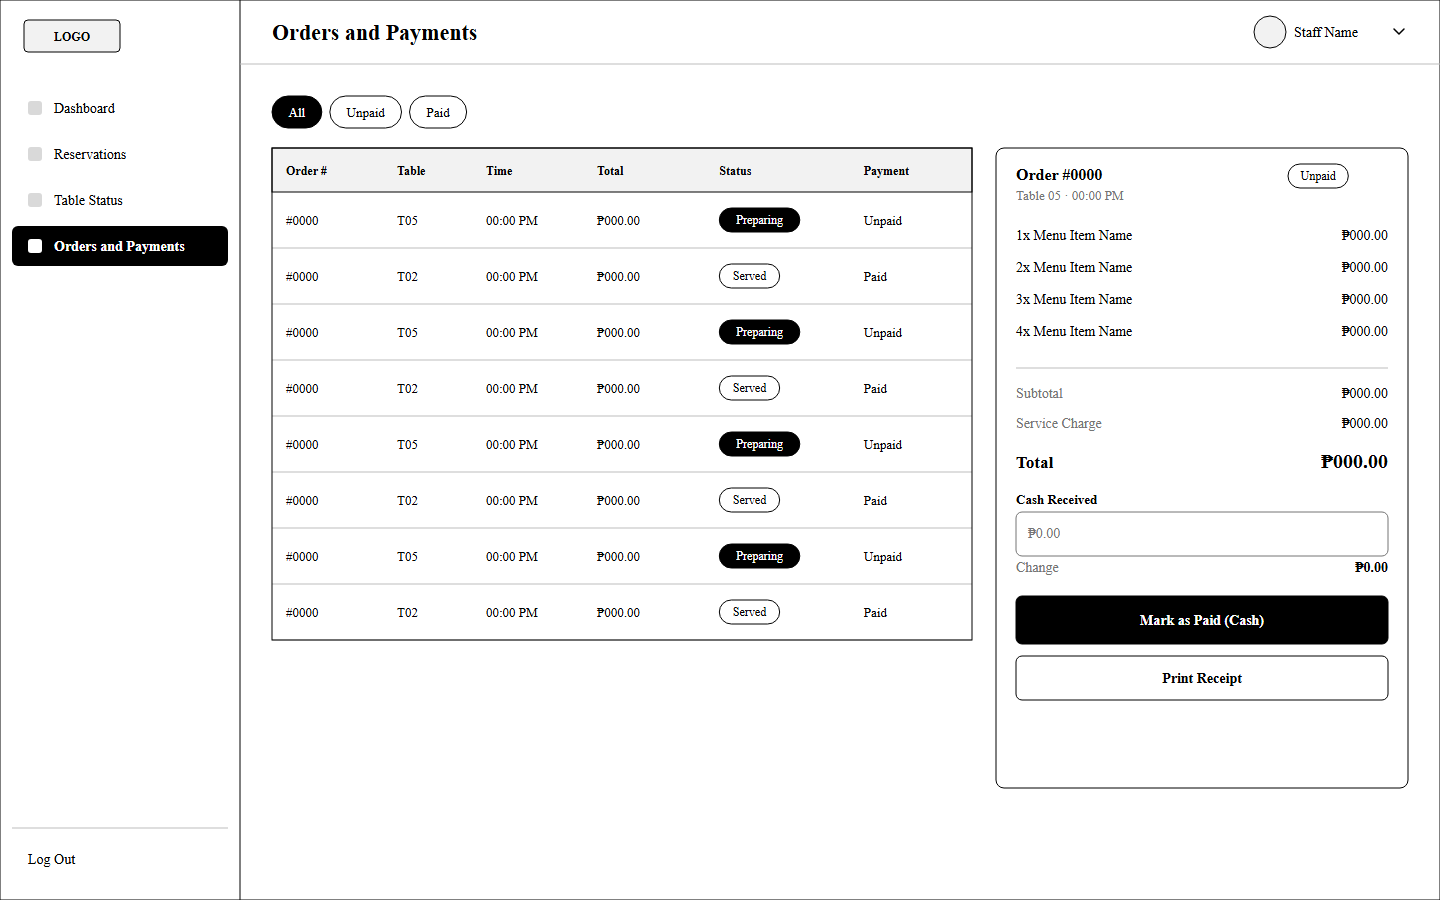 LOGO
Orders and Payments
Staff Name
Dashboard
Reservations
Table Status
Orders and Payments
Log Out
All Unpaid Paid
Order # Table Time Total Status Payment
#0000 T05 00:00 PM ₱000.00 Preparing Unpaid
#0000 T02 00:00 PM ₱000.00 Served Paid
#0000 T05 00:00 PM ₱000.00 Preparing Unpaid
#0000 T02 00:00 PM ₱000.00 Served Paid
#0000 T05 00:00 PM ₱000.00 Preparing Unpaid
#0000 T02 00:00 PM ₱000.00 Served Paid
#0000 T05 00:00 PM ₱000.00 Preparing Unpaid
#0000 T02 00:00 PM ₱000.00 Served Paid
Order #0000 Unpaid
Table 05 · 00:00 PM
1x Menu Item Name ₱000.00
2x Menu Item Name ₱000.00
3x Menu Item Name ₱000.00
4x Menu Item Name ₱000.00
Subtotal ₱000.00
Service Charge ₱000.00
Total ₱000.00
Cash Received
₱0.00
Change ₱0.00
Mark as Paid (Cash)
Print Receipt